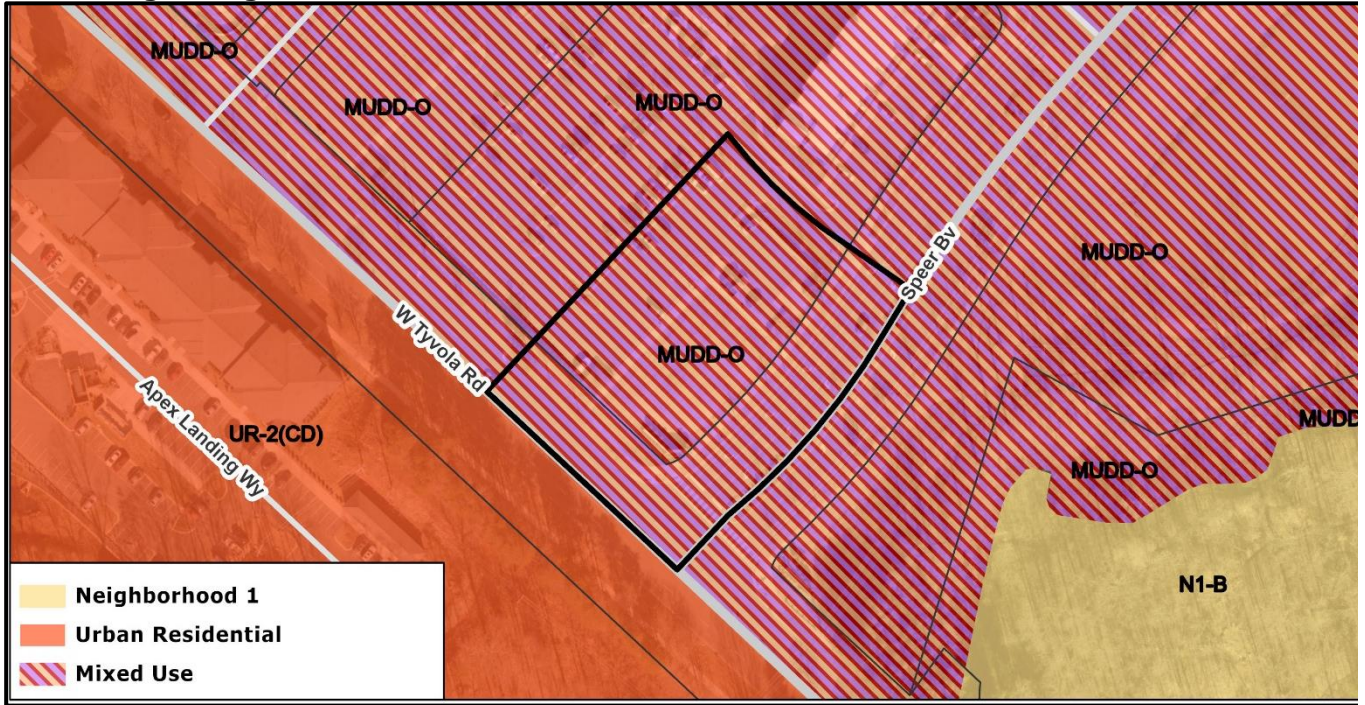 MUDD-O
MUDD-O
MUDD-O
Speer Bv
MUDD-O
W Tyvola Rd
MUDD-O
Apex Landing Wy
UR-2(CD)
MUDD
MUDD-O
N1-B
Neighborhood 1
Urban Residential
Mixed Use